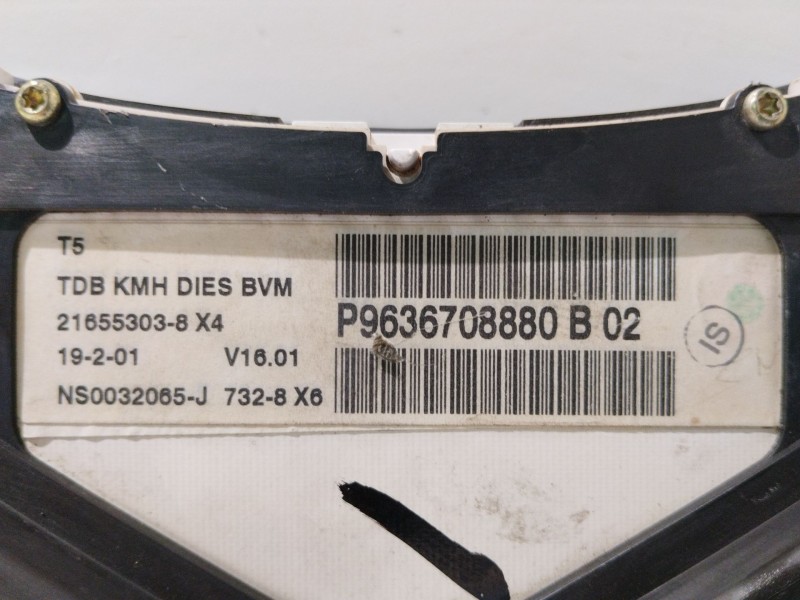 T5
TDB KMH DIES BVM
21655303-8 X4
19-2-01 V16.01
NS0032065-J 732-8 X6
P9636708880 B 02
IS